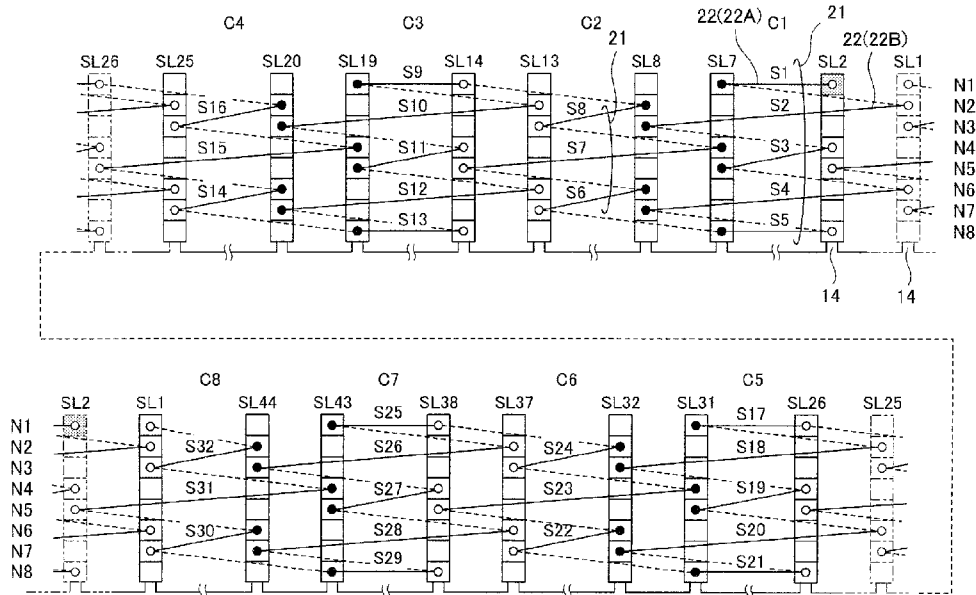 C4 C3 C2 22(22A) C1 21
21 22(22B)
SL26 SL25 SL20 SL19 SL14 SL13 SL8 SL7 SL2 SL1
S9 S1 N1
S16 S10 S8 S2 N2
N3
S15 S11 S7 S3 N4
N5
S14 S12 S6 S4 N6
N7
S13 S5 N8
14 14
C8 C7 C6 C5
SL2 SL1 SL44 SL43 SL38 SL37 SL32 SL31 SL26 SL25
N1 S25 S17
N2 S32 S26 S24 S18
N3
N4 S31 S27 S23 S19
N5
N6 S30 S28 S22 S20
N7
N8 S29 S21